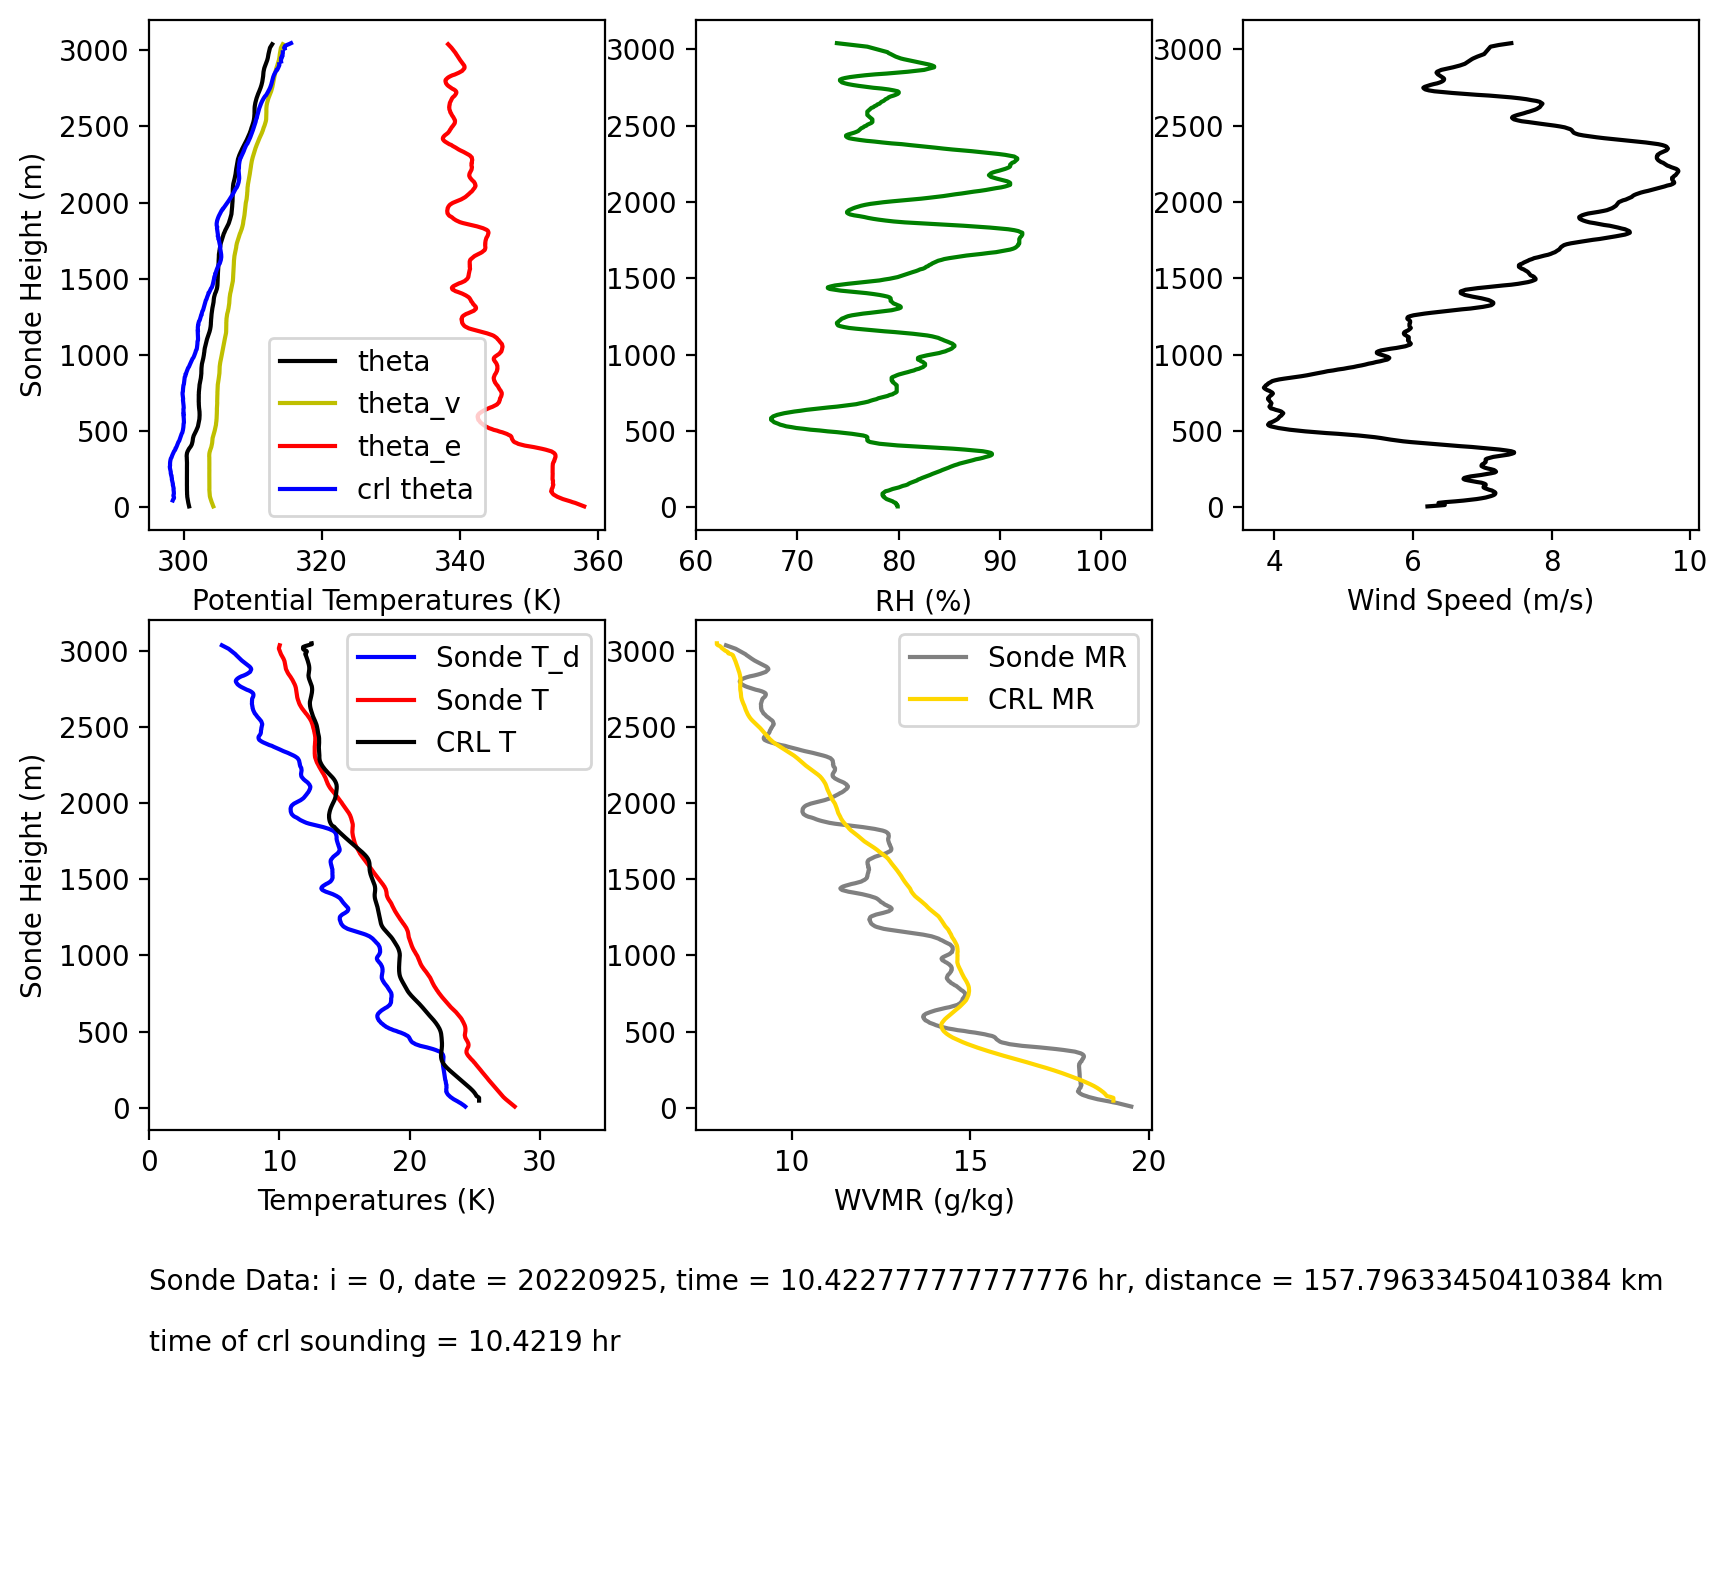 3000
2500
2000
1500
1000
500
0
Sonde Height (m)
300 320 340 360
Potential Temperatures (K)
theta
theta_v
theta_e
crl theta
3000
2500
2000
1500
1000
500
0
60 70 80 90 100
RH (%)
3000
2500
2000
1500
1000
500
0
4 6 8 10
Wind Speed (m/s)
3000
2500
2000
1500
1000
500
0
Sonde Height (m)
0 10 20 30
Temperatures (K)
Sonde T_d
Sonde T
CRL T
3000
2500
2000
1500
1000
500
0
10 15 20
WVMR (g/kg)
Sonde MR
CRL MR
Sonde Data: i = 0, date = 20220925, time = 10.422777777777776 hr, distance = 157.79633450410384 km
time of crl sounding = 10.4219 hr